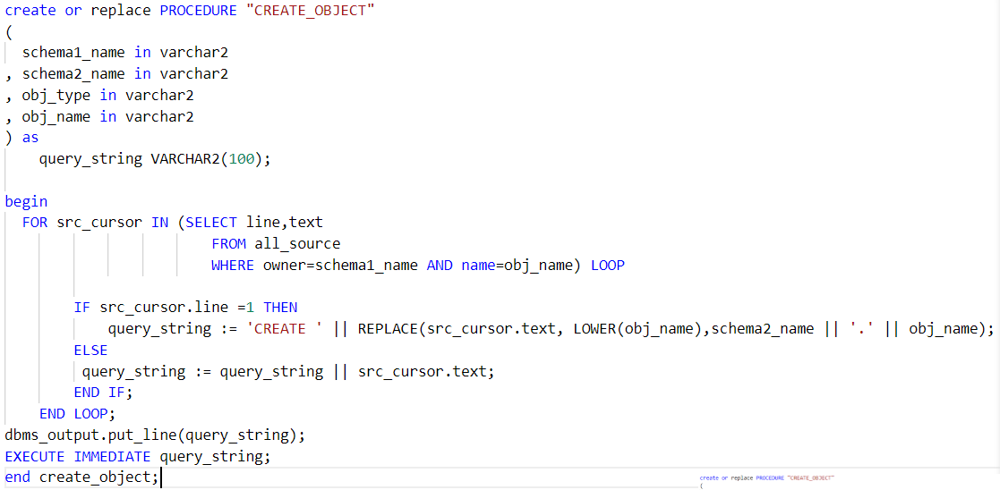 create or replace PROCEDURE "CREATE_OBJECT"
(
  schema1_name in varchar2
, schema2_name in varchar2
, obj_type in varchar2
, obj_name in varchar2
) as
    query_string VARCHAR2(100);
begin
  FOR src_cursor IN (SELECT line,text
                        FROM all_source
                        WHERE owner=schema1_name AND name=obj_name) LOOP
        IF src_cursor.line =1 THEN
            query_string := 'CREATE ' || REPLACE(src_cursor.text, LOWER(obj_name),schema2_name || '.' || obj_name);
        ELSE
         query_string := query_string || src_cursor.text;
        END IF;
    END LOOP;
dbms_output.put_line(query_string);
EXECUTE IMMEDIATE query_string;
end create_object;
create or replace PROCEDURE "CREATE_OBJECT"
(